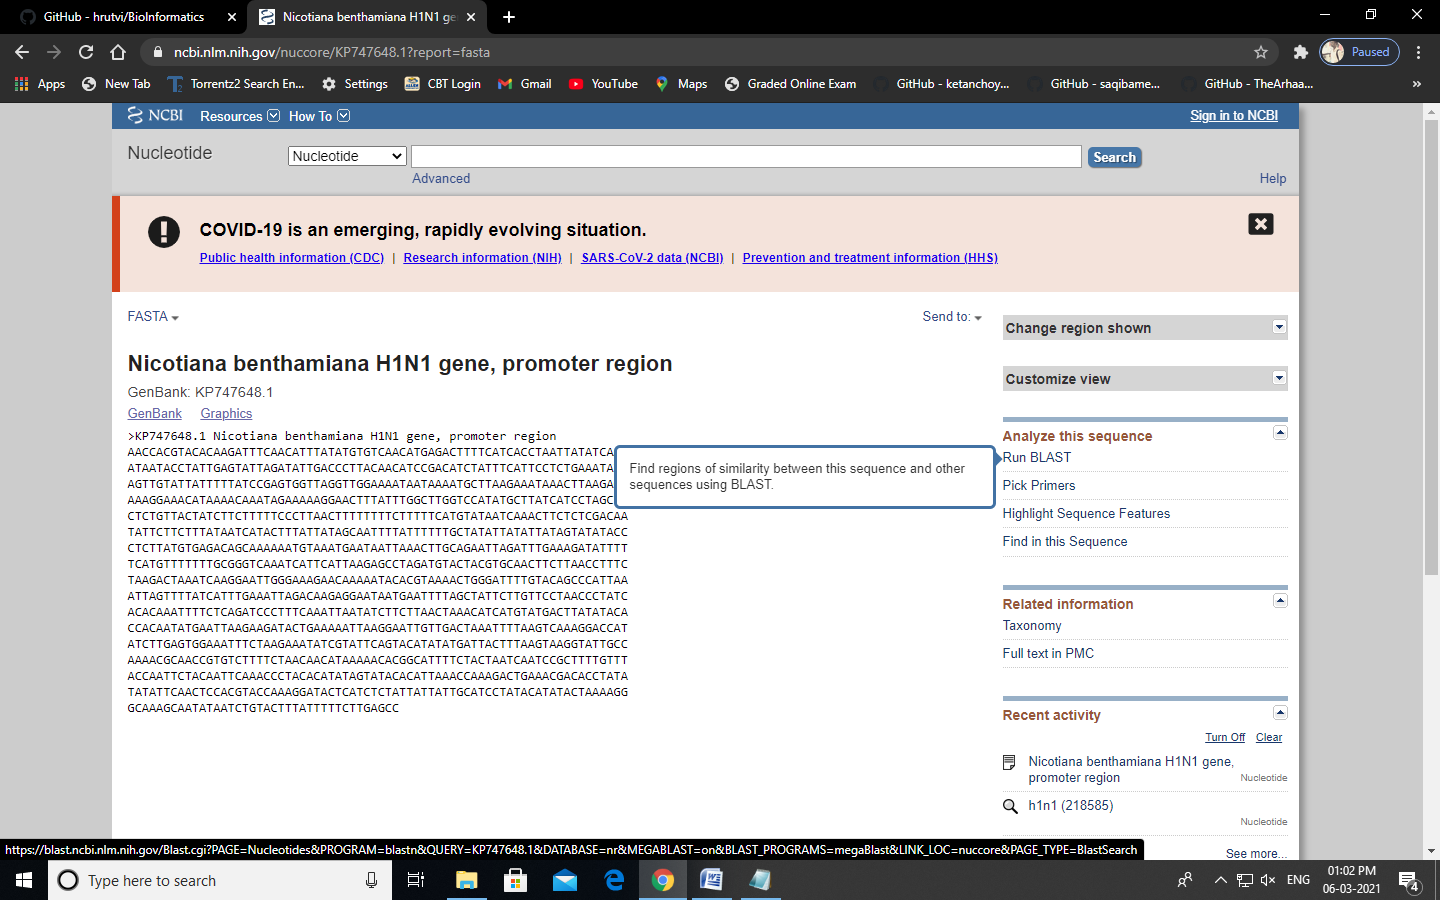 GitHub - hrutvi/BioInformatics
Nicotiana benthamiana H1N1 ge
ncbi.nlm.nih.gov/nuccore/KP747648.1?report=fasta
Paused
Apps
New Tab
Torrentz2 Search En...
Settings
CBT Login
Gmail
YouTube
Maps
Graded Online Exam
GitHub - ketanchoy...
GitHub - saqibame...
GitHub - TheArhaa...
»
NCBI
Resources
How To
Sign in to NCBI
Nucleotide
Nucleotide
Search
Advanced
Help
COVID-19 is an emerging, rapidly evolving situation.
Public health information (CDC) | Research information (NIH) | SARS-CoV-2 data (NCBI) | Prevention and treatment information (HHS)
FASTA
Send to:
Nicotiana benthamiana H1N1 gene, promoter region
GenBank: KP747648.1
GenBank Graphics
>KP747648.1 Nicotiana benthamiana H1N1 gene, promoter region
AACCACGTACACAAGATTTCAACATTTATATGTGTCAACATGAGACTTTTCATCACCTAATTATATCA
ATAATACCTATTGAGTATTAGATATTGACCCTTACAACATCCGACATCTATTTCATTCCTCTGAAATA
AGTTGTATTATTTTTATCCGAGTGGTTAGGTTGGAAAATAATAAAATGCTTAAGAAATAAACTTAAGA
AAAGGAAACATAAAACAAATAGAAAAAGGAACTTTATTTGGCTTGGTCCATATGCTTATCATCCTAGC
CTCTGTTACTATCTTCTTTTTCCCTTAACTTTTTTTTCTTTTTCATGTATAATCAAACTTCTCTCGACAA
TATTCTTCTTTATAATCATACTTTATTATAGCAATTTTATTTTTTGCTATATTATATTATAGTATATACC
CTCTTATGTGAGACAGCAAAAAATGTAAATGAATAATTAAACTTGCAGAATTAGATTTGAAAGATATTTT
TCATGTTTTTTTGCGGGTCAAATCATTCATTAAGAGCCTAGATGTACTACGTGCAACTTCTTAACCTTTC
TAAGACTAAATCAAGGAATTGGGAAAGAACAAAAATACACGTAAAACTGGGATTTTGTACAGCCCATTAA
ATTAGTTTTATCATTTGAAATTAGACAAGAGGAATAATGAATTTTAGCTATTCTTGTTCCTAACCCTATC
ACACAAATTTTCTCAGATCCCTTTCAAATTAATATCTTCTTAACTAAACATCATGTATGACTTATATACA
CCACAATATGAATTAAGAAGATACTGAAAAATTAAGGAATTGTTGACTAAATTTTAAGTCAAAGGACCAT
ATCTTGAGTGGAAATTTCTAAGAAATATCGTATTCAGTACATATATGATTACTTTAAGTAAGGTATTGCC
AAAACGCAACCGTGTCTTTTCTAACAACATAAAAACACGGCATTTTCTACTAATCAATCCGCTTTTGTTT
ACCAATTCTACAATTCAAACCCTACACATATAGTATACACATTAAACCAAAGACTGAAACGACACCTATA
TATATTCAACTCCACGTACCAAAGGATACTCATCTCTATTATTATTGCATCCTATACATATACTAAAAGG
GCAAAGCAATATAATCTGTACTTTATTTTTCTTGAGCC
Find regions of similarity between this sequence and other
sequences using BLAST.
Change region shown
Customize view
Analyze this sequence
Run BLAST
Pick Primers
Highlight Sequence Features
Find in this Sequence
Related information
Taxonomy
Full text in PMC
Recent activity
Turn Off Clear
Nicotiana benthamiana H1N1 gene,
promoter region
Nucleotide
h1n1 (218585)
Nucleotide
See more...
https://blast.ncbi.nlm.nih.gov/Blast.cgi?PAGE=Nucleotides&PROGRAM=blastn&QUERY=KP747648.1&DATABASE=nr&MEGABLAST=on&BLAST_PROGRAMS=megaBlast&LINK_LOC=nuccore&PAGE_TYPE=BlastSearch
Type here to search
ENG
01:02 PM
06-03-2021
4